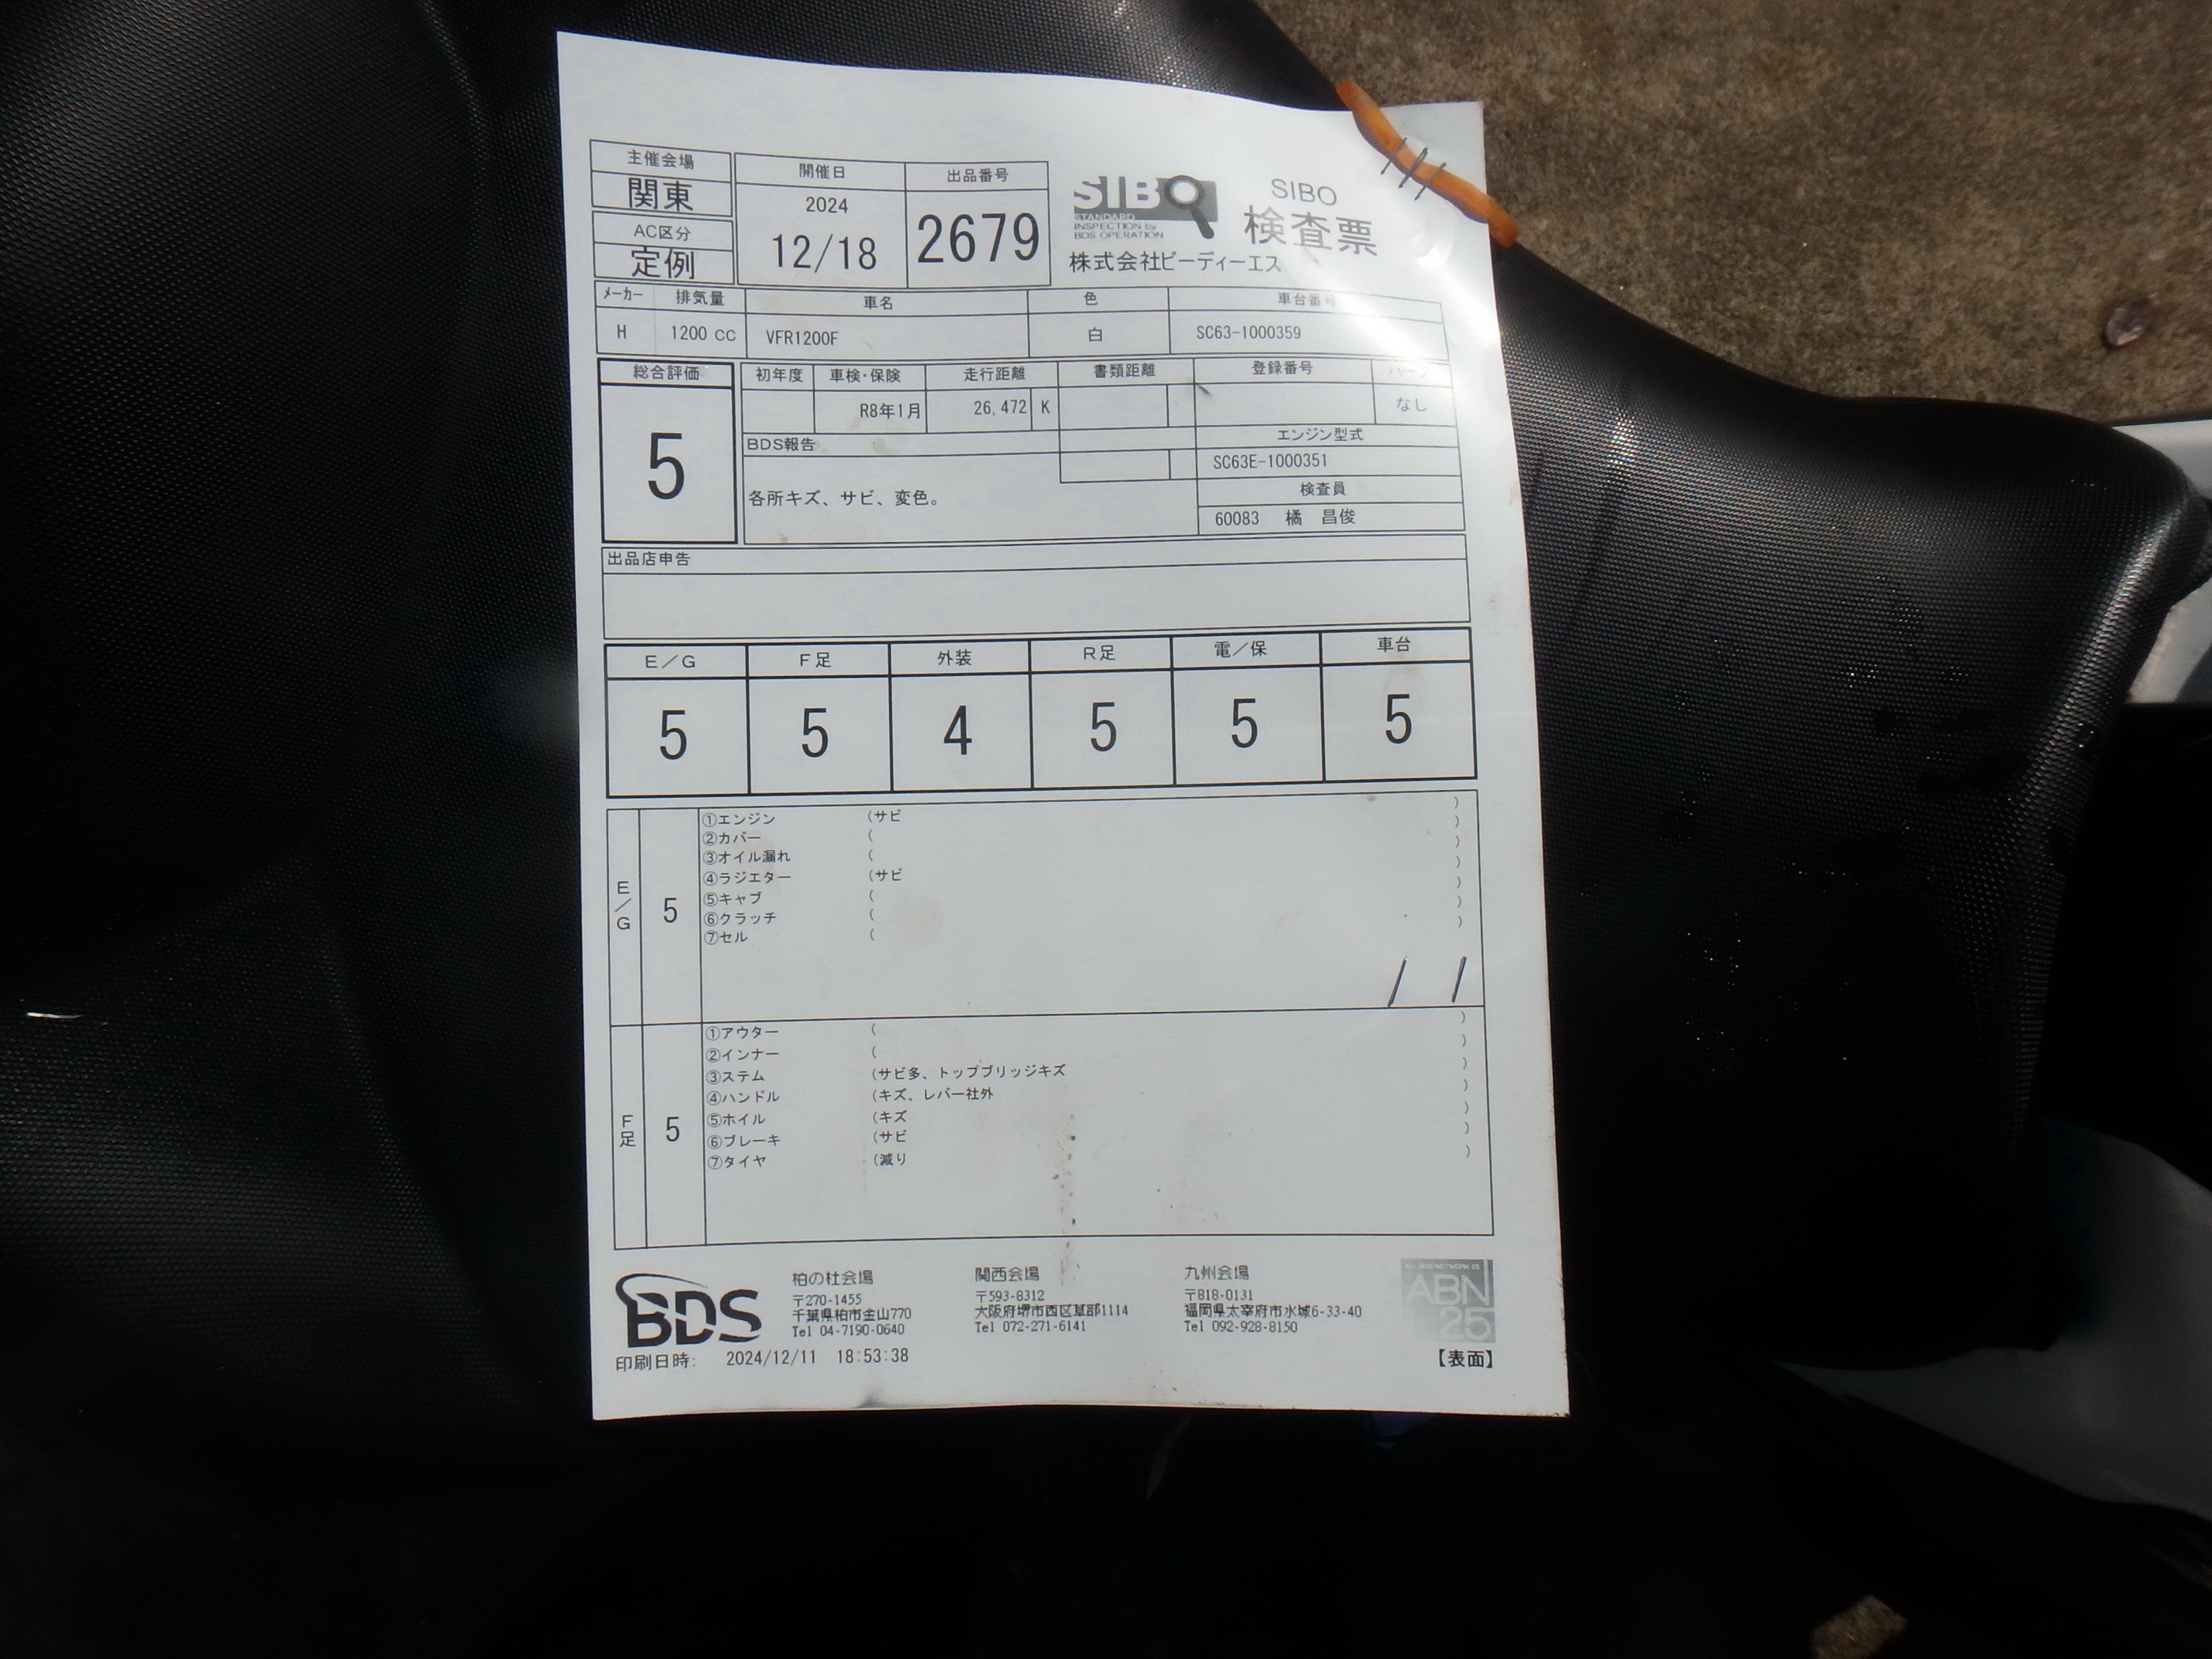 主催会場
関東
AC区分
定例
開催日
2024
12/18
出品番号
2679
SIBO
STANDARD
INSPECTION by
BDS OPERATION
SIBO
検査票
株式会社ビーディーエス
メーカー 排気量 車名 色 車台番号
H 1200 CC VFR1200F 白 SC63-1000359
総合評価
5
初年度 車検・保険 走行距離 書類距離 登録番号
R8年1月 26,472 K なし
BDS報告
各所キズ、サビ、変色。
エンジン型式
SC63E-1000351
検査員
60083 橘 昌俊
出品店申告
E/G F足 外装 R足 電/保 車台
5 5 4 5 5 5
E/G
5
①エンジン (サビ )
②カバー ( )
③オイル漏れ ( )
④ラジエター (サビ )
⑤キャブ ( )
⑥クラッチ ( )
⑦セル ( )
F足
5
①アウター ( )
②インナー ( )
③ステム (サビ多、トップブリッジキズ )
④ハンドル (キズ、レバー社外 )
⑤ホイル (キズ )
⑥ブレーキ (サビ )
⑦タイヤ (減り )
BDS
柏の杜会場
〒270-1455
千葉県柏市金山770
Tel 04-7190-0640
関西会場
〒593-8312
大阪府堺市西区草部1114
Tel 072-271-6141
九州会場
〒818-0131
福岡県太宰府市水城6-33-40
Tel 092-928-8150
ABN
25
印刷日時: 2024/12/11 18:53:38
【表面】